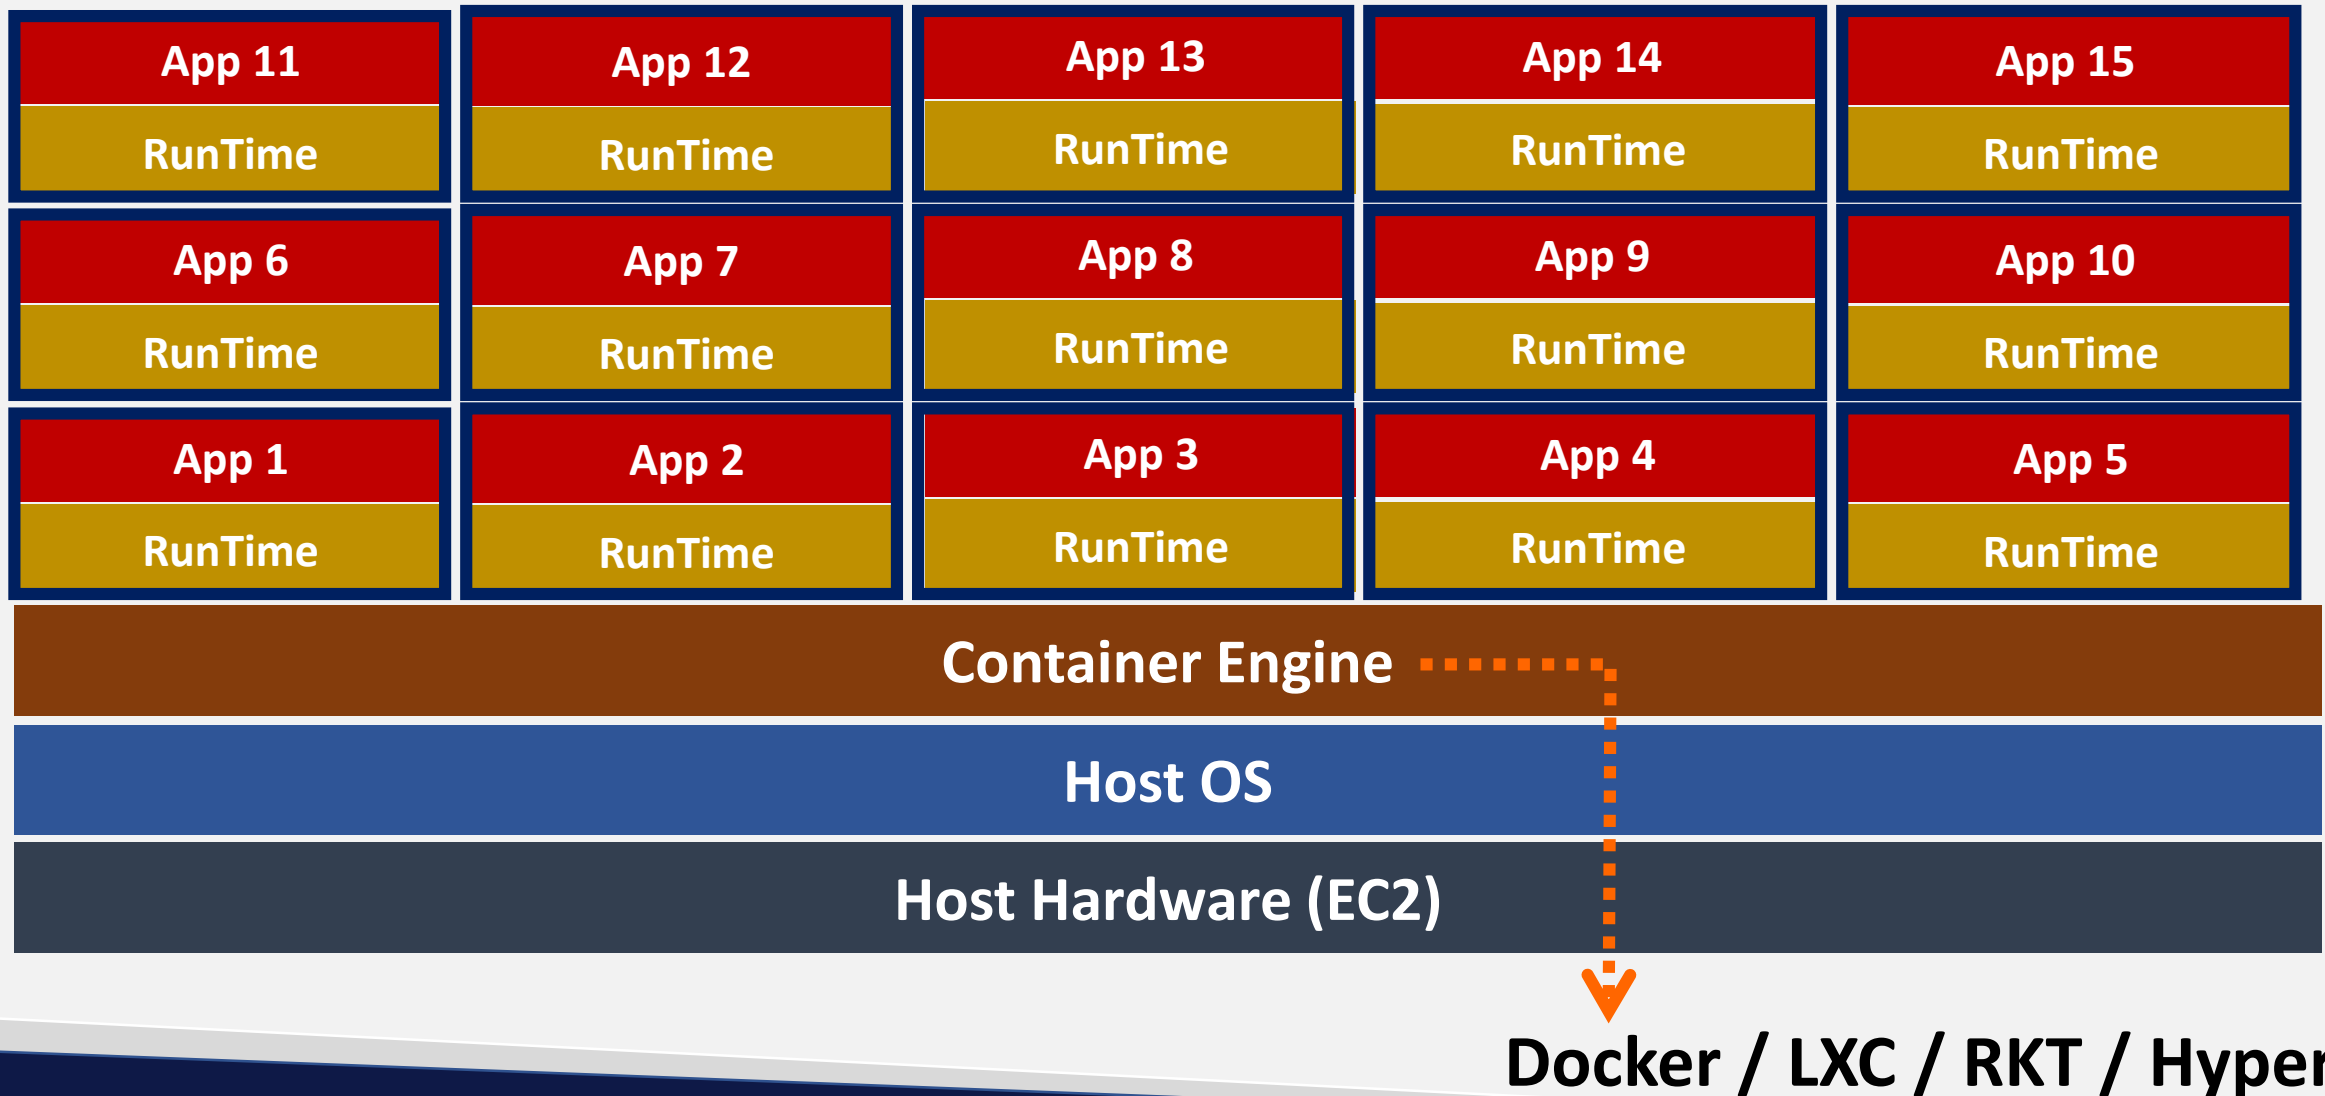 App 11
App 12
App 13
App 14
App 15
RunTime
RunTime
RunTime
RunTime
RunTime
App 6
App 7
App 8
App 9
App 10
RunTime
RunTime
RunTime
RunTime
RunTime
App 1
App 2
App 3
App 4
App 5
RunTime
RunTime
RunTime
RunTime
RunTime
Container Engine
Host OS
Host Hardware (EC2)
Docker / LXC / RKT / Hyper